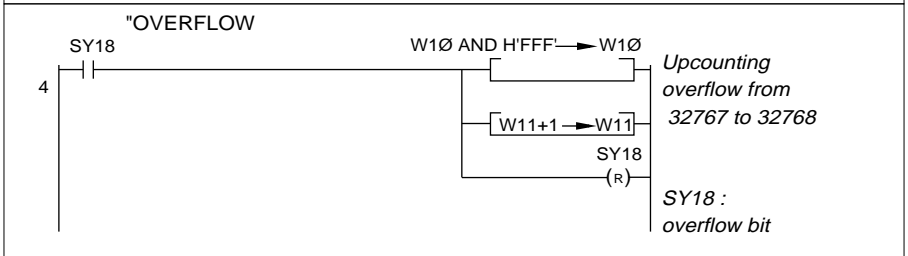 "OVERFLOW
SY18
W1Ø AND H'FFF' W1Ø
4
Upcounting
overflow from
32767 to 32768
W11+1 W11
SY18
(R)
SY18 :
overflow bit